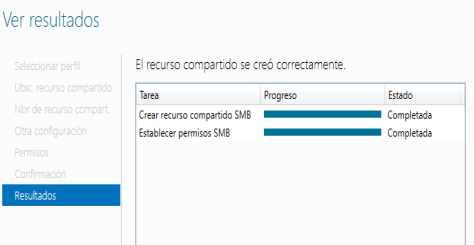 Ver resultados
Seleccionar perfil
Ubic. recurso compartido
Nbr de recurso compart.
Otra configuración
Permisos
Confirmación
Resultados
El recurso compartido se creó correctamente.
Tarea Progreso Estado
Crear recurso compartido SMB Completada
Establecer permisos SMB Completada